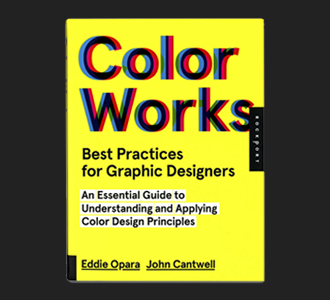 Color
Works
ROCKPORT
Best Practices
for Graphic Designers
An Essential Guide to
Understanding and Applying
Color Design Principles
Eddie Opara John Cantwell